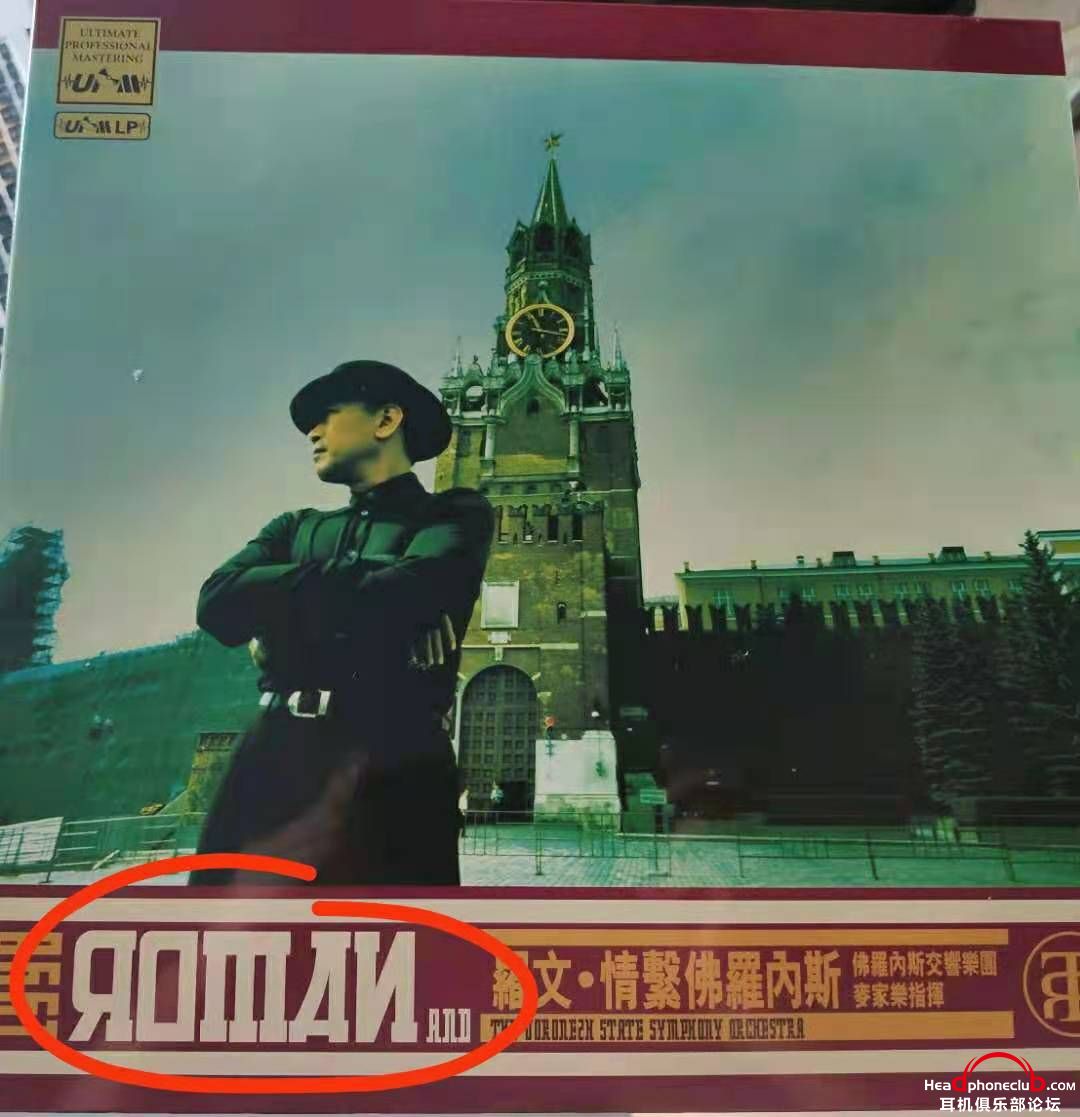 ULTIMATE
PROFESSIONAL
MASTERING
UPM
UPM LP
ЯOMAИ AND
羅文・情繫佛羅內斯
佛羅內斯交響樂團
麥家樂指揮
THE VORONEZH STATE SYMPHONY ORCHESTRA
Headphoneclub.com
耳机俱乐部论坛